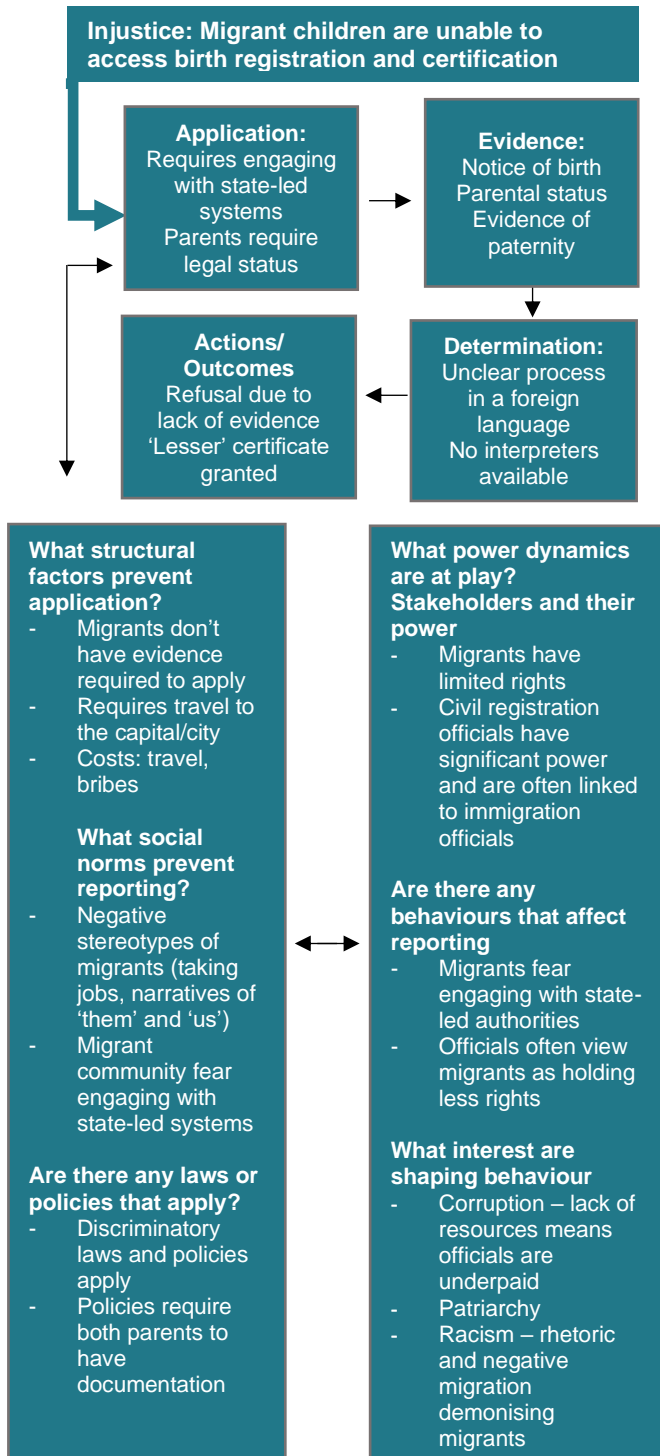 Injustice: Migrant children are unable to
access birth registration and certification
Application:
Requires engaging
with state-led
systems
Parents require
legal status
Evidence:
Notice of birth
Parental status
Evidence of
paternity
Actions/
Outcomes
Refusal due to
lack of evidence
‘Lesser’ certificate
granted
Determination:
Unclear process
in a foreign
language
No interpreters
available
What structural
factors prevent
application?
- Migrants don’t
have evidence
required to apply
- Requires travel to
the capital/city
- Costs: travel,
bribes
What social
norms prevent
reporting?
- Negative
stereotypes of
migrants (taking
jobs, narratives of
‘them’ and ‘us’)
- Migrant
community fear
engaging with
state-led systems
Are there any laws or
policies that apply?
- Discriminatory
laws and policies
apply
- Policies require
both parents to
have
documentation
What power dynamics
are at play?
Stakeholders and their
power
- Migrants have
limited rights
- Civil registration
officials have
significant power
and are often linked
to immigration
officials
Are there any
behaviours that affect
reporting
- Migrants fear
engaging with state-
led authorities
- Officials often view
migrants as holding
less rights
What interest are
shaping behaviour
- Corruption – lack of
resources means
officials are
underpaid
- Patriarchy
- Racism – rhetoric
and negative
migration
demonising
migrants